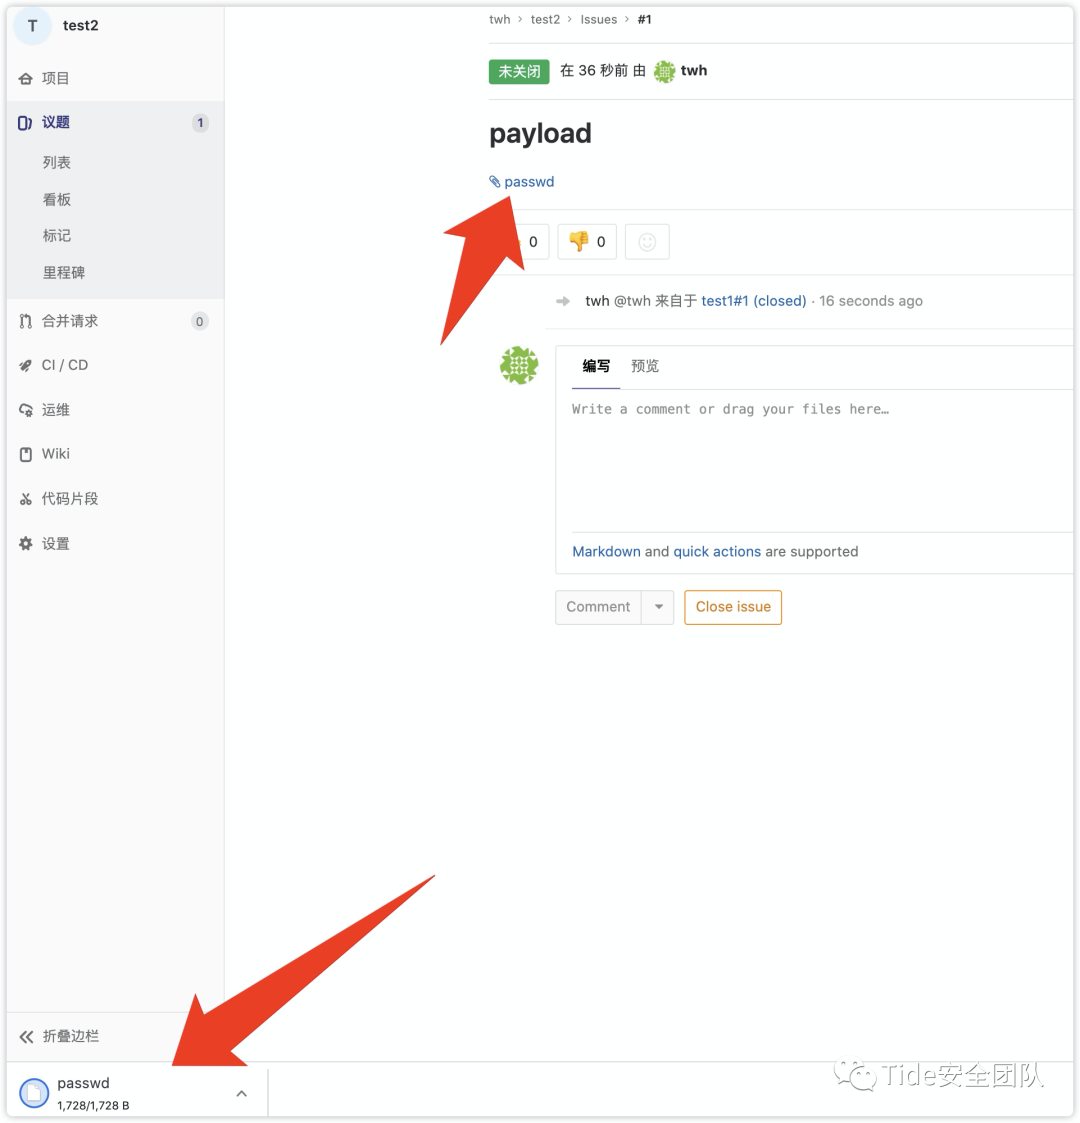 T test2
项目
议题 1
列表
看板
标记
里程碑
合并请求 0
CI / CD
运维
Wiki
代码片段
设置
折叠边栏
twh › test2 › Issues › #1
未关闭 在 36 秒前 由 twh
payload
passwd
0 0
twh @twh 来自于 test1#1 (closed) · 16 seconds ago
编写 预览
Write a comment or drag your files here…
Markdown and quick actions are supported
Comment Close issue
passwd
1,728/1,728 B
Tide安全团队